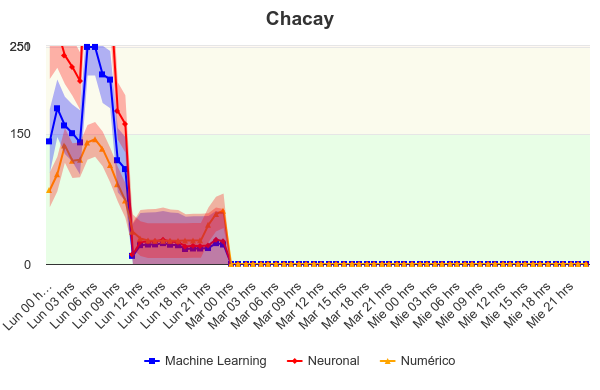 Chacay
250
150
0
Lun 00 h...
Lun 03 hrs
Lun 06 hrs
Lun 09 hrs
Lun 12 hrs
Lun 15 hrs
Lun 18 hrs
Lun 21 hrs
Mar 00 hrs
Mar 03 hrs
Mar 06 hrs
Mar 09 hrs
Mar 12 hrs
Mar 15 hrs
Mar 18 hrs
Mar 21 hrs
Mie 00 hrs
Mie 03 hrs
Mie 06 hrs
Mie 09 hrs
Mie 12 hrs
Mie 15 hrs
Mie 18 hrs
Mie 21 hrs
Machine Learning Neuronal Numérico